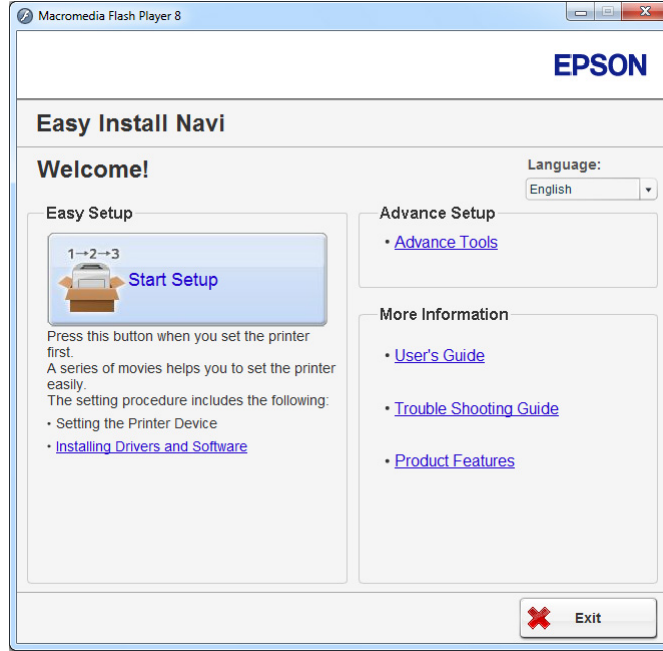 Macromedia Flash Player 8
EPSON
Easy Install Navi
Welcome!
Language:
English
Easy Setup
1→2→3
Start Setup
Press this button when you set the printer
first.
A series of movies helps you to set the printer
easily.
The setting procedure includes the following:
• Setting the Printer Device
• Installing Drivers and Software
Advance Setup
• Advance Tools
More Information
• User's Guide
• Trouble Shooting Guide
• Product Features
Exit